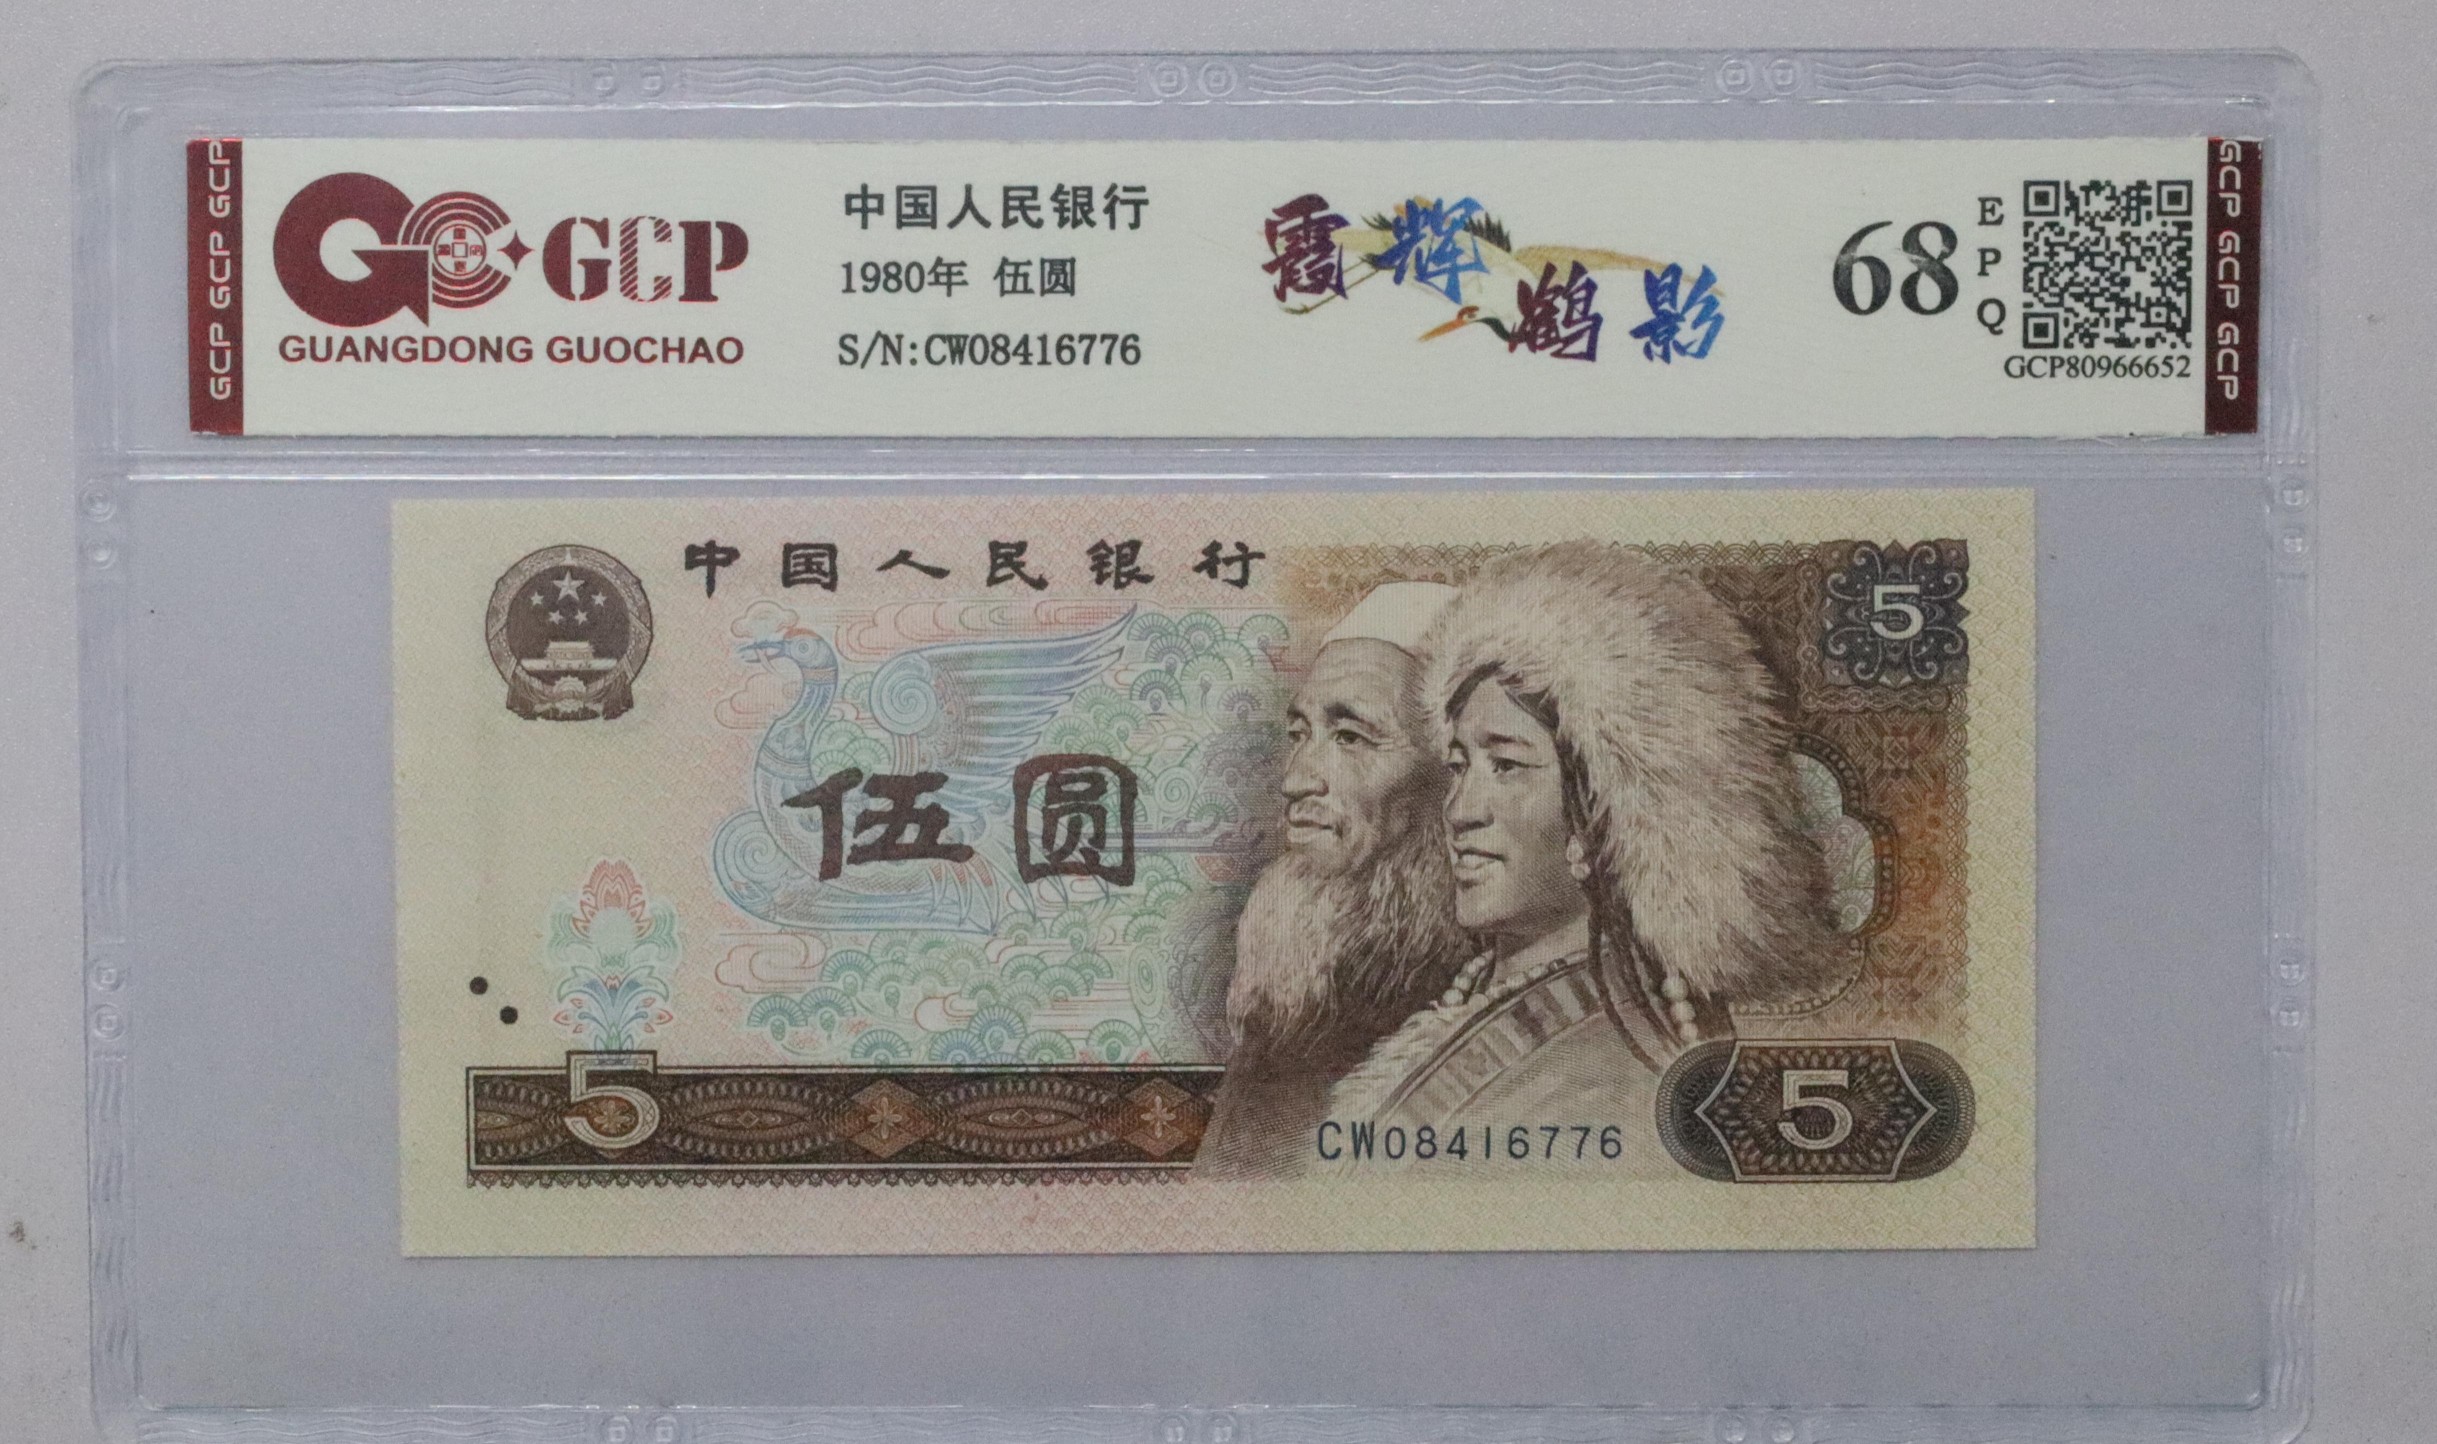 GCP GCP GCP
GCP
GUANGDONG GUOCHAO
中国人民银行
1980年 伍圆
S/N:CW08416776
霞辉鹤影
68
EPQ
GCP80966652
GCP GCP GCP
中国人民银行
5
伍圆
5
CW08416776
5